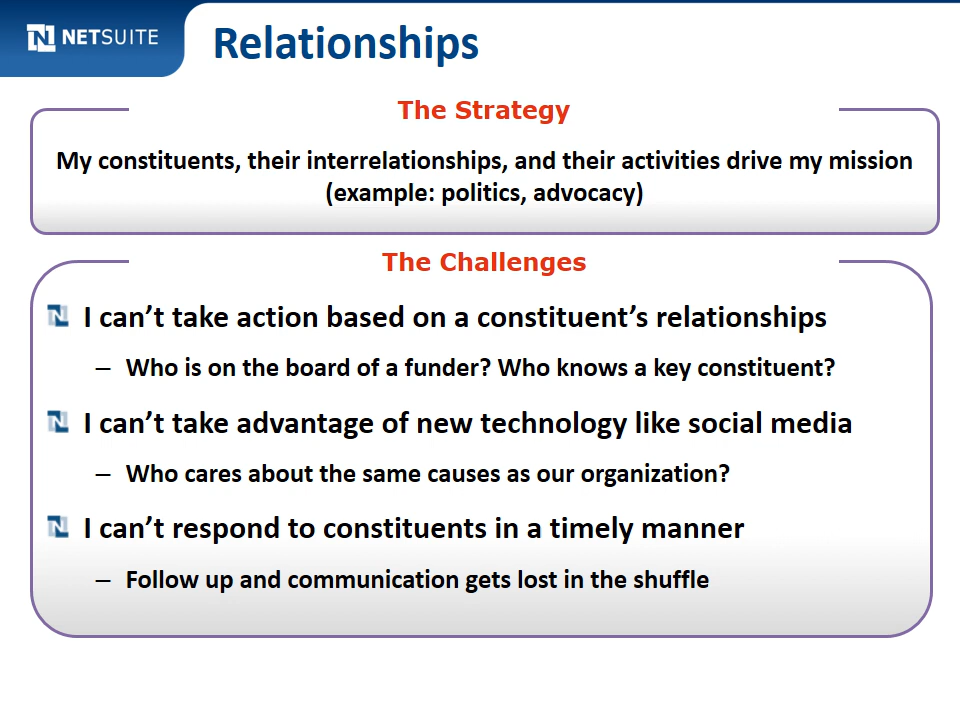 NETSUITE
Relationships
The Strategy
My constituents, their interrelationships, and their activities drive my mission
(example: politics, advocacy)
The Challenges
I can’t take action based on a constituent’s relationships
– Who is on the board of a funder? Who knows a key constituent?
I can’t take advantage of new technology like social media
– Who cares about the same causes as our organization?
I can’t respond to constituents in a timely manner
– Follow up and communication gets lost in the shuffle